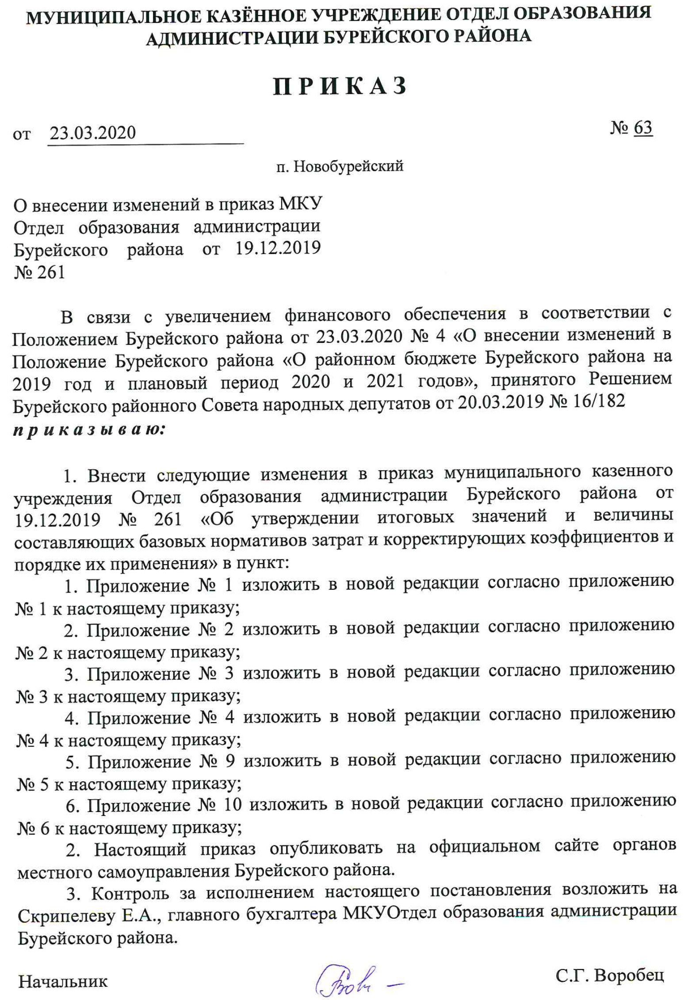 МУНИЦИПАЛЬНОЕ КАЗЁННОЕ УЧРЕЖДЕНИЕ ОТДЕЛ ОБРАЗОВАНИЯ
АДМИНИСТРАЦИИ БУРЕЙСКОГО РАЙОНА
П Р И К А З
от 23.03.2020 № 63
п. Новобурейский
О внесении изменений в приказ МКУ
Отдел образования администрации
Бурейского района от 19.12.2019
№ 261
В связи с увеличением финансового обеспечения в соответствии с
Положением Бурейского района от 23.03.2020 № 4 «О внесении изменений в
Положение Бурейского района «О районном бюджете Бурейского района на
2019 год и плановый период 2020 и 2021 годов», принятого Решением
Бурейского районного Совета народных депутатов от 20.03.2019 № 16/182
п р и к а з ы в а ю:
1. Внести следующие изменения в приказ муниципального казенного
учреждения Отдел образования администрации Бурейского района от
19.12.2019 № 261 «Об утверждении итоговых значений и величины
составляющих базовых нормативов затрат и корректирующих коэффициентов и
порядке их применения» в пункт:
1. Приложение № 1 изложить в новой редакции согласно приложению
№ 1 к настоящему приказу;
2. Приложение № 2 изложить в новой редакции согласно приложению
№ 2 к настоящему приказу;
3. Приложение № 3 изложить в новой редакции согласно приложению
№ 3 к настоящему приказу;
4. Приложение № 4 изложить в новой редакции согласно приложению
№ 4 к настоящему приказу;
5. Приложение № 9 изложить в новой редакции согласно приложению
№ 5 к настоящему приказу;
6. Приложение № 10 изложить в новой редакции согласно приложению
№ 6 к настоящему приказу;
2. Настоящий приказ опубликовать на официальном сайте органов
местного самоуправления Бурейского района.
3. Контроль за исполнением настоящего постановления возложить на
Скрипелеву Е.А., главного бухгалтера МКУОтдел образования администрации
Бурейского района.
Начальник С.Г. Воробец